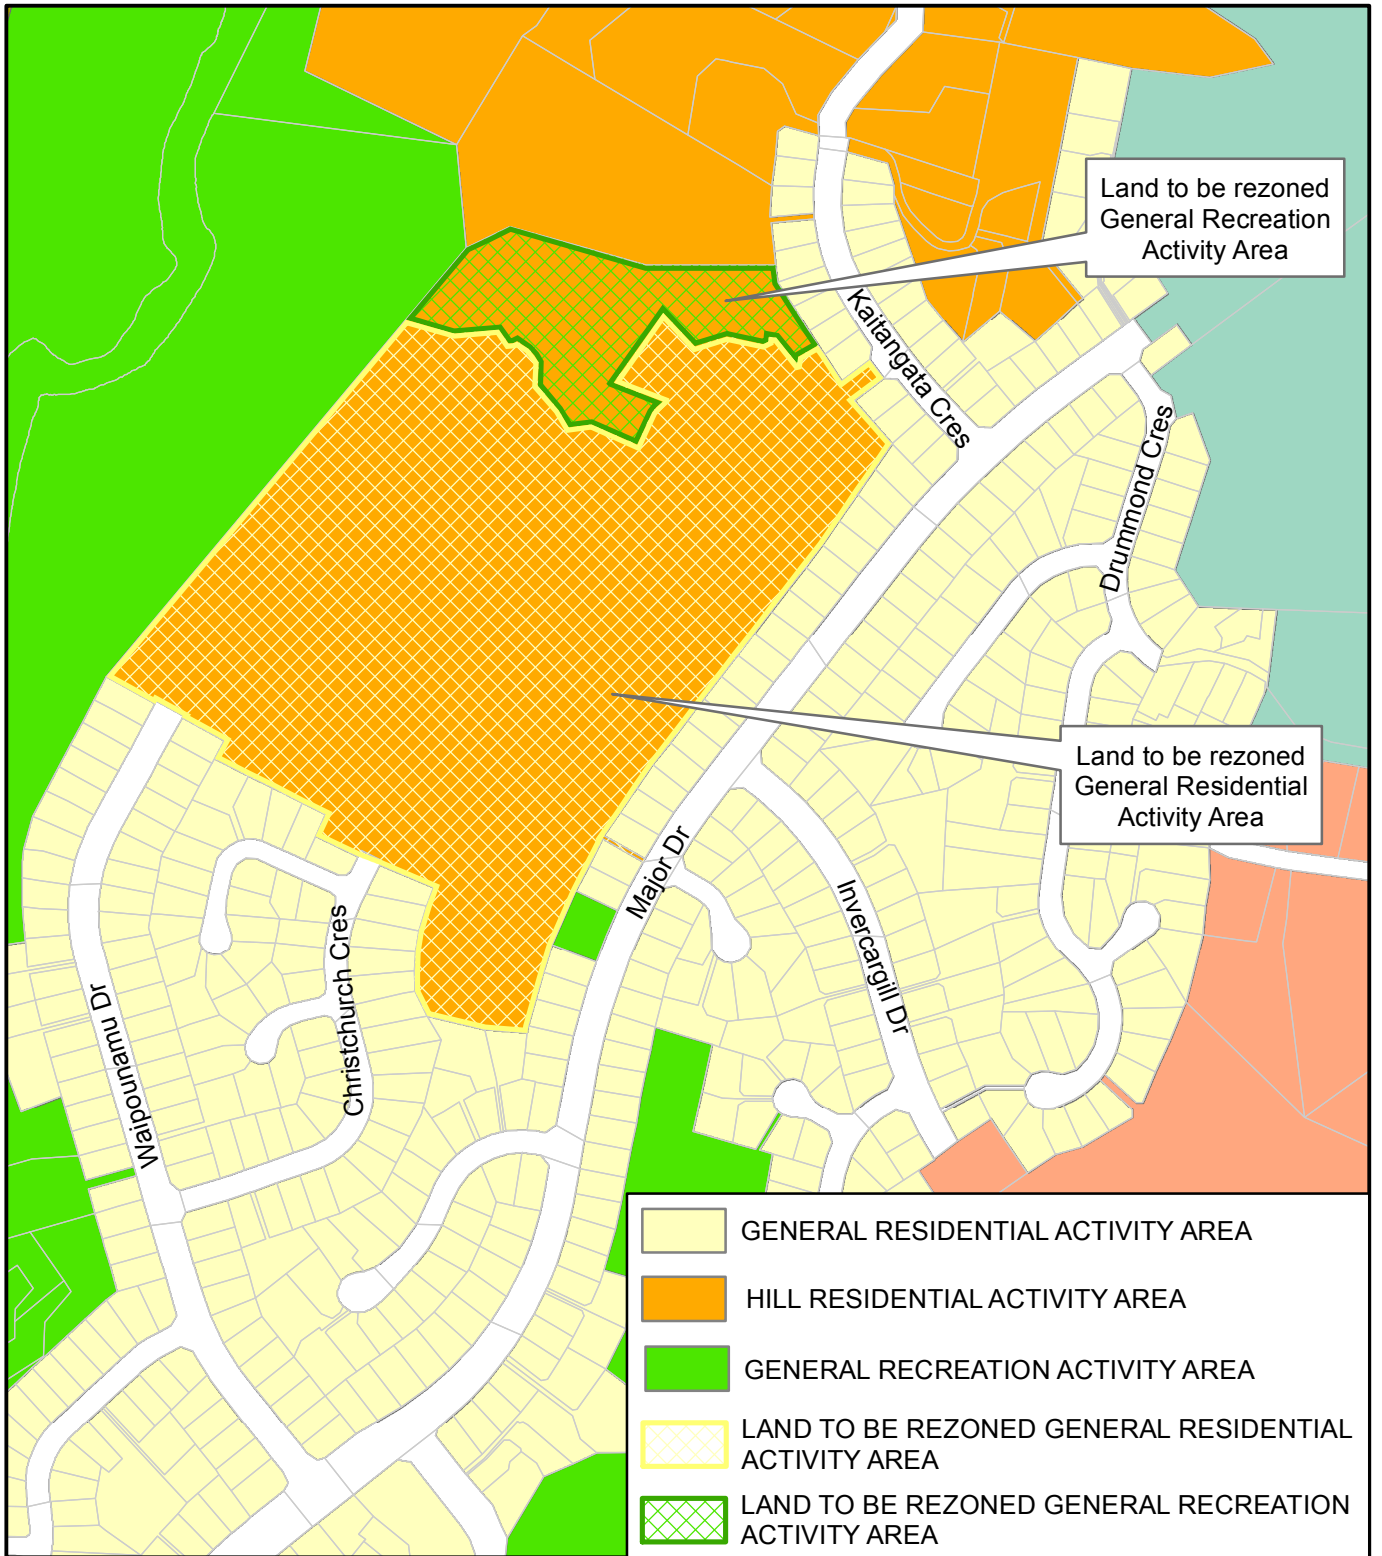 Land to be rezoned
General Recreation
Activity Area
Kaitangata Cres
Drummond Cres
Land to be rezoned
General Residential
Activity Area
Major Dr
Invercargill Dr
Christchurch Cres
Waipounamu Dr
GENERAL RESIDENTIAL ACTIVITY AREA
HILL RESIDENTIAL ACTIVITY AREA
GENERAL RECREATION ACTIVITY AREA
LAND TO BE REZONED GENERAL RESIDENTIAL
ACTIVITY AREA
LAND TO BE REZONED GENERAL RECREATION
ACTIVITY AREA